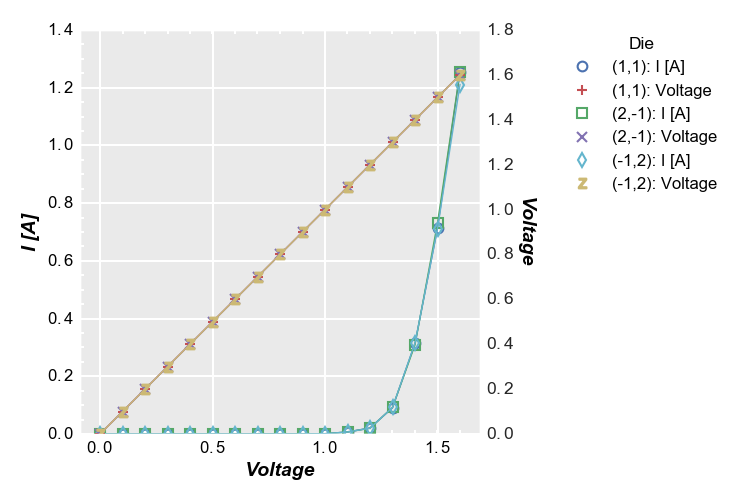 1.4
1.2
1.0
0.8
0.6
0.4
0.2
0.0
I [A]
1.8
1.6
1.4
1.2
1.0
0.8
0.6
0.4
0.2
0.0
Voltage
0.0 0.5 1.0 1.5
Voltage
Die
(1,1): I [A]
(1,1): Voltage
(2,-1): I [A]
(2,-1): Voltage
(-1,2): I [A]
(-1,2): Voltage